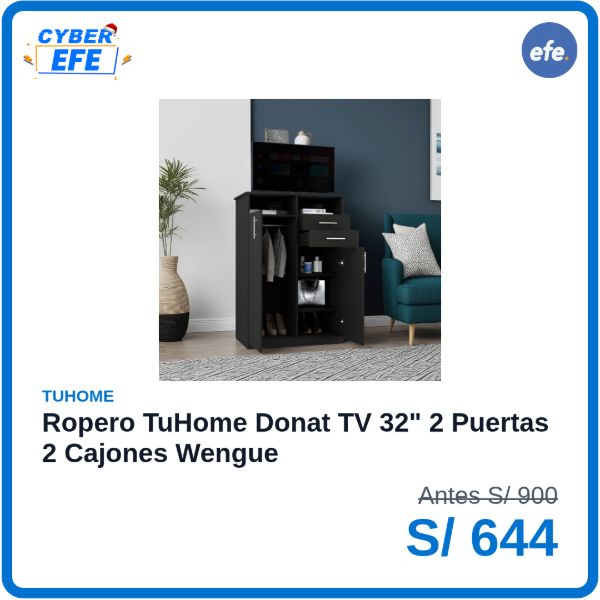 CYBER
EFE
efe.
TUHOME
Ropero TuHome Donat TV 32" 2 Puertas
2 Cajones Wengue
Antes S/ 900
S/ 644